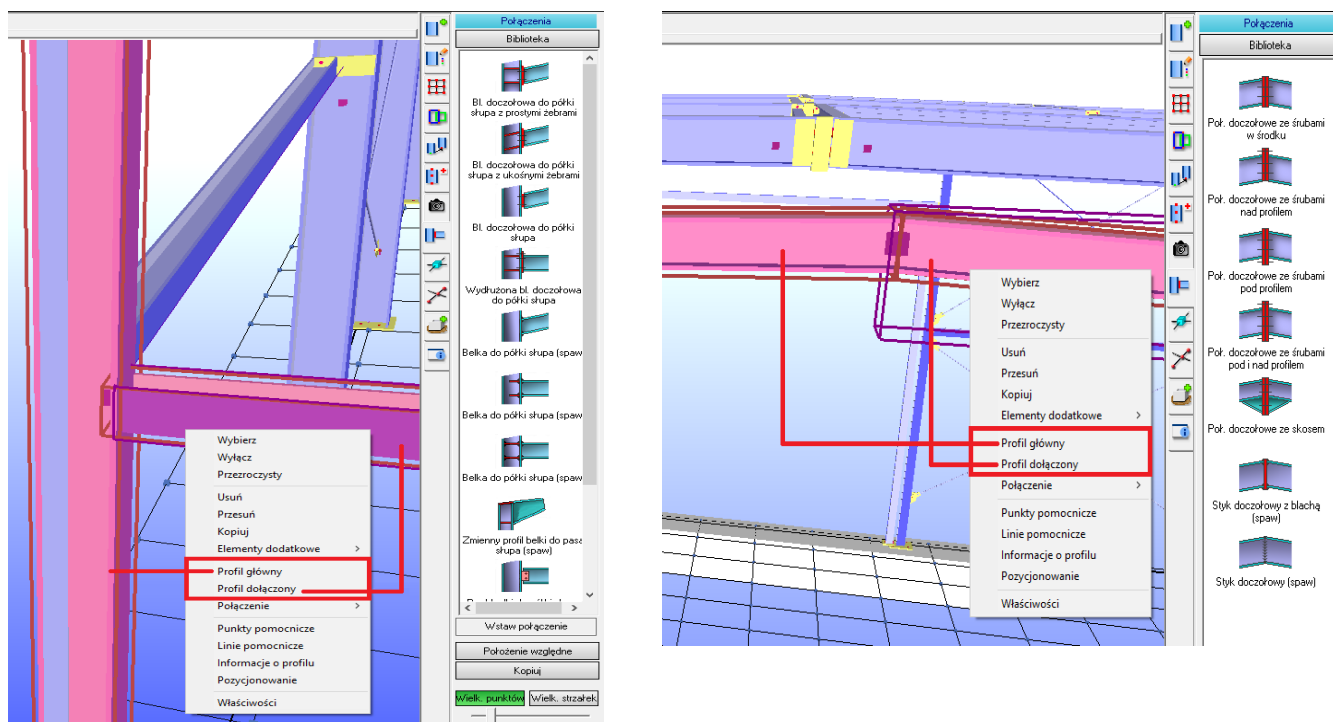 Połączenia
Biblioteka
Bl. doczołowa do półki
słupa z prostymi żebrami
Bl. doczołowa do półki
słupa z ukośnymi żebrami
Bl. doczołowa do półki
słupa
Wydłużona bl. doczołowa
do półki słupa
Belka do półki słupa (spaw
Belka do półki słupa (spaw
Belka do półki słupa (spaw
Zmienny profil belki do pasa
słupa (spaw)
Wstaw połączenie
Położenie względne
Kopiuj
Wielk. punktów
Wielk. strzałek
Wybierz
Wyłącz
Przezroczysty
Usuń
Przesuń
Kopiuj
Elementy dodatkowe
Profil główny
Profil dołączony
Połączenie
Punkty pomocnicze
Linie pomocnicze
Informacje o profilu
Pozycjonowanie
Właściwości
Połączenia
Biblioteka
Poł. doczołowe ze śrubami
w środku
Poł. doczołowe ze śrubami
nad profilem
Poł. doczołowe ze śrubami
pod profilem
Poł. doczołowe ze śrubami
pod i nad profilem
Poł. doczołowe ze skosem
Styk doczołowy z blachą
(spaw)
Styk doczołowy (spaw)
Wybierz
Wyłącz
Przezroczysty
Usuń
Przesuń
Kopiuj
Elementy dodatkowe
Profil główny
Profil dołączony
Połączenie
Punkty pomocnicze
Linie pomocnicze
Informacje o profilu
Pozycjonowanie
Właściwości